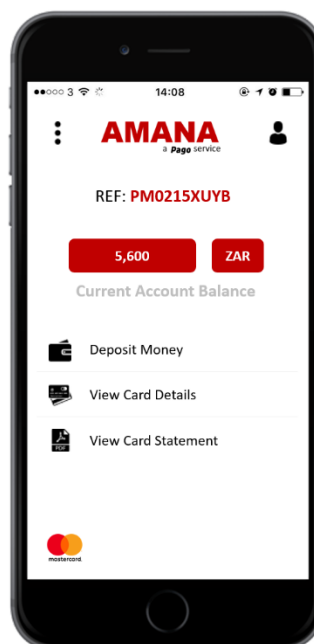 3 14:08
AMANA
a Pago service
REF: PM0215XUYB
5,600 ZAR
Current Account Balance
Deposit Money
View Card Details
PDF
View Card Statement
mastercard.